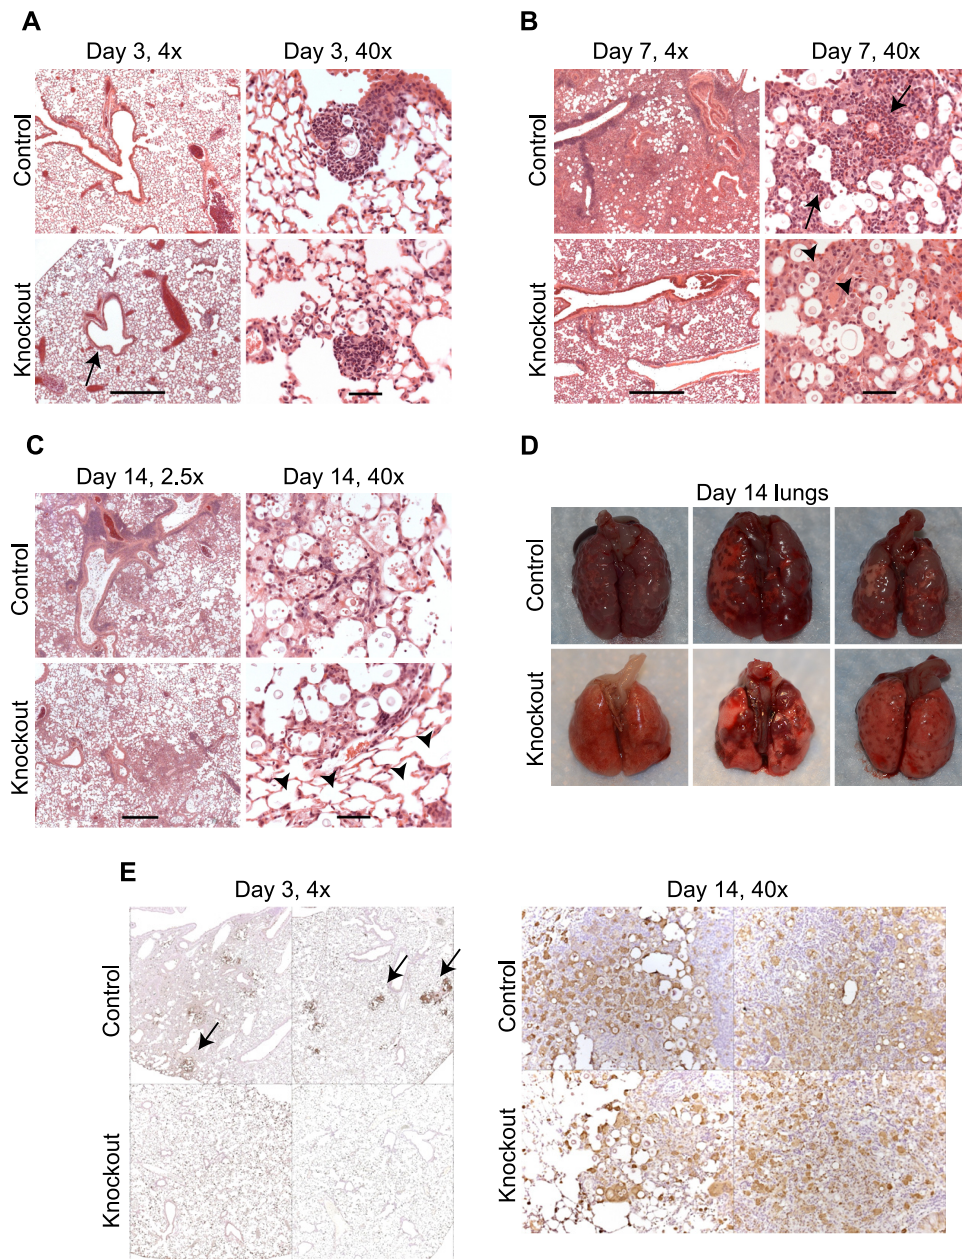 A
Day 3, 4x
Day 3, 40x
Control
Knockout
B
Day 7, 4x
Day 7, 40x
Control
Knockout
C
Day 14, 2.5x
Day 14, 40x
Control
Knockout
D
Day 14 lungs
Control
Knockout
E
Day 3, 4x
Day 14, 40x
Control
Knockout
Control
Knockout